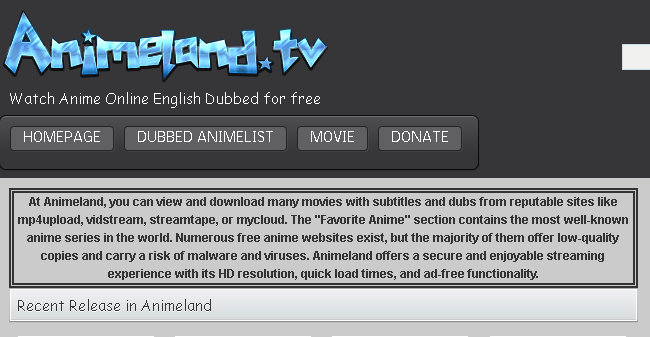 Animeland.tv
Watch Anime Online English Dubbed for free
HOMEPAGE DUBBED ANIMELIST MOVIE DONATE
At Animeland, you can view and download many movies with subtitles and dubs from reputable sites like
mp4upload, vidstream, streamtape, or mycloud. The "Favorite Anime" section contains the most well-known
anime series in the world. Numerous free anime websites exist, but the majority of them offer low-quality
copies and carry a risk of malware and viruses. Animeland offers a secure and enjoyable streaming
experience with its HD resolution, quick load times, and ad-free functionality.
Recent Release in Animeland